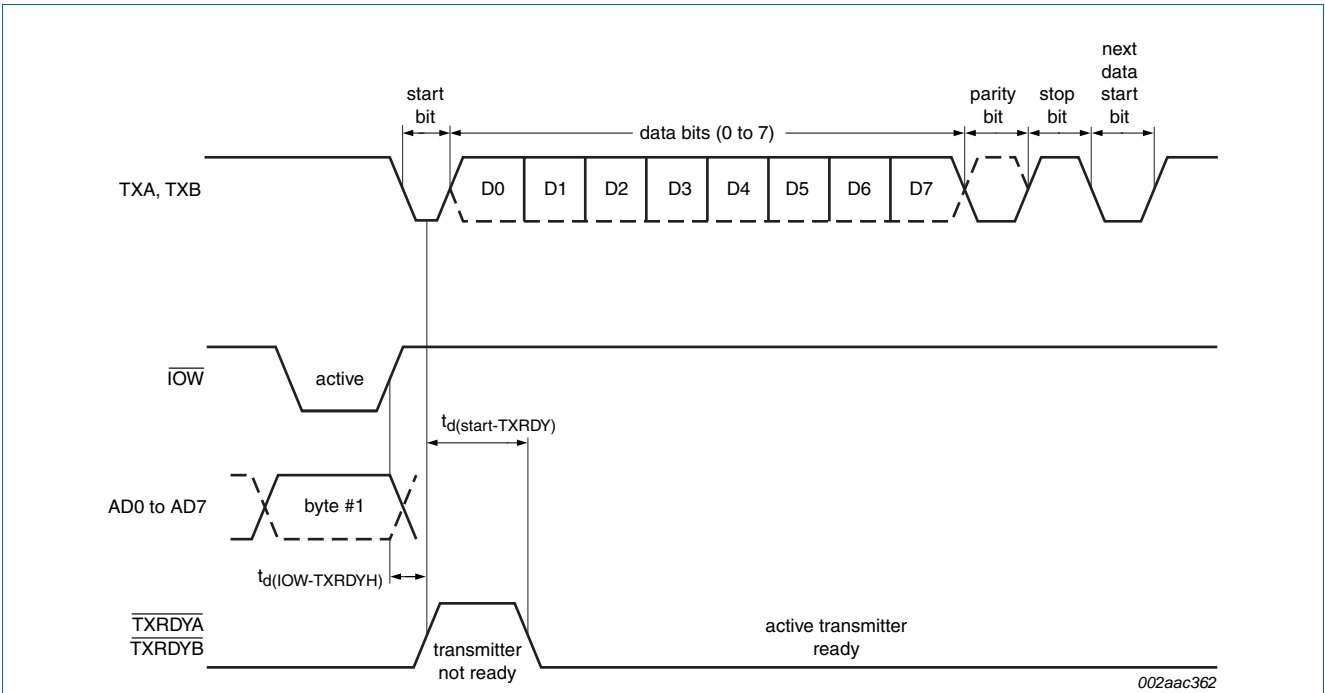 start
bit
data bits (0 to 7)
parity
bit
stop
bit
next
data
start
bit
TXA, TXB
D0 D1 D2 D3 D4 D5 D6 D7
IOW
active
td(start-TXRDY)
AD0 to AD7
byte #1
td(IOW-TXRDYH)
TXRDYA
TXRDYB
transmitter
not ready
active transmitter
ready
002aac362